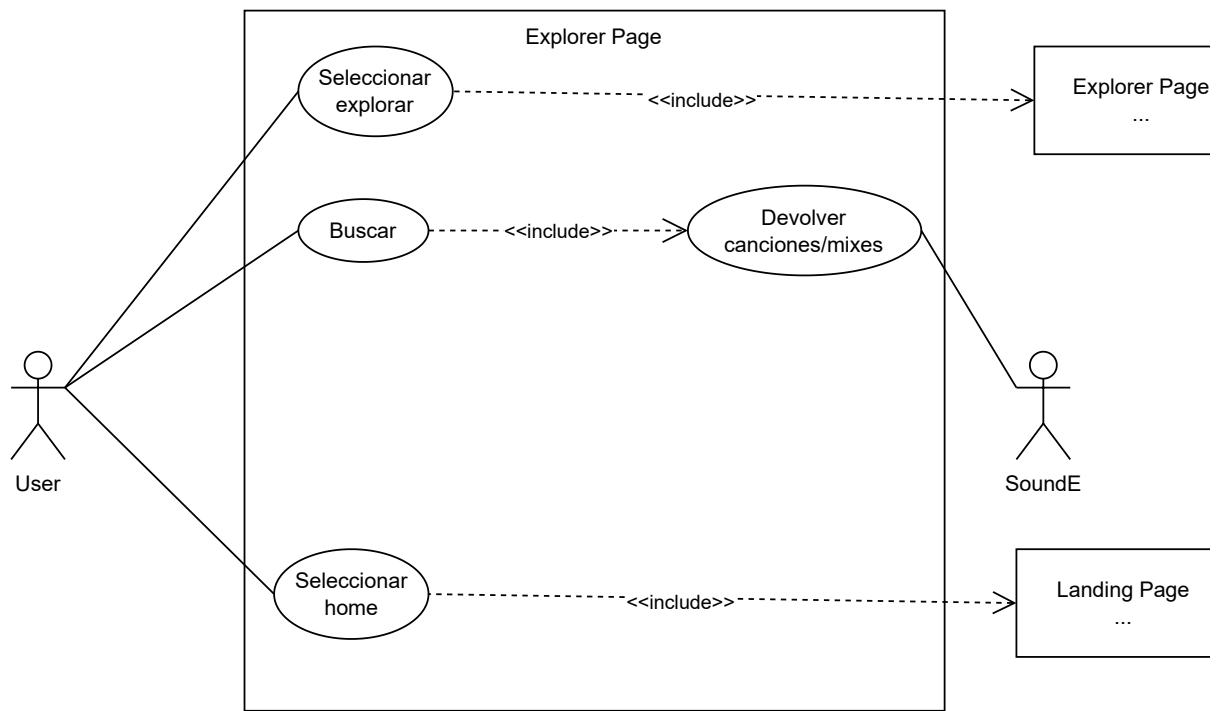 Explorer Page
Seleccionar
explorar
<<include>>
Explorer Page
...
Buscar
<<include>>
Devolver
canciones/mixes
User
SoundE
Seleccionar
home
<<include>>
Landing Page
...